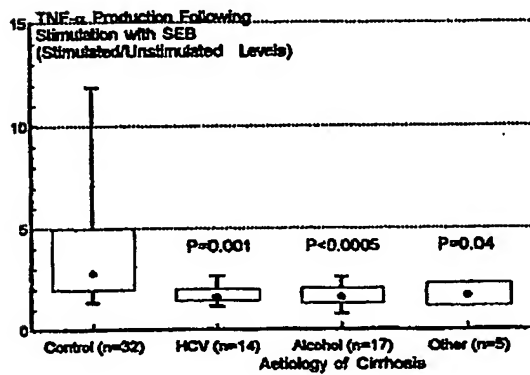 TNF-α Production Following
Stimulation with SEB
(Stimulated/Unstimulated Levels)
15
10
5
0
P=0.001 P<0.0005 P=0.04
Control (n=32) HCV (n=14) Alcohol (n=17) Other (n=5)
Aetiology of Cirrhosis